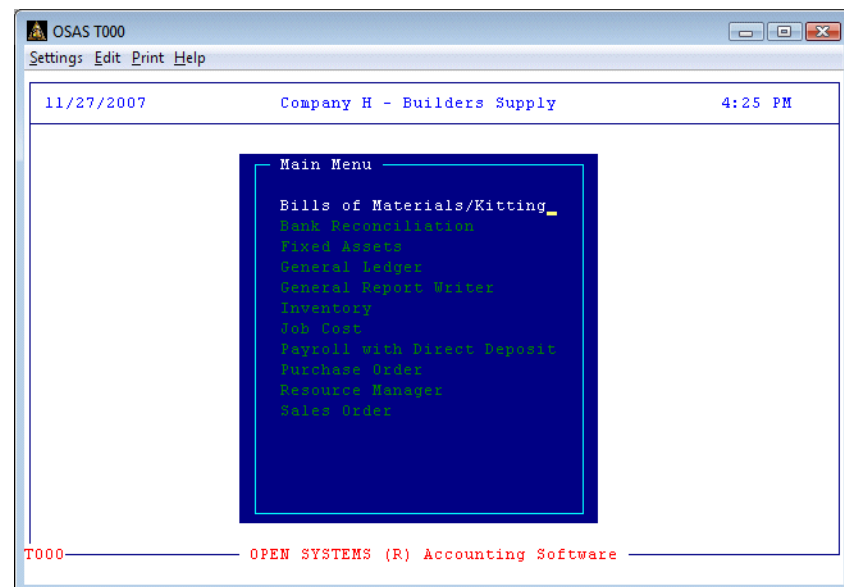 OSAS T000
Settings Edit Print Help
11/27/2007 Company H - Builders Supply 4:25 PM
Main Menu
Bills of Materials/Kitting_
Bank Reconciliation
Fixed Assets
General Ledger
General Report Writer
Inventory
Job Cost
Payroll with Direct Deposit
Purchase Order
Resource Manager
Sales Order
T000 OPEN SYSTEMS (R) Accounting Software